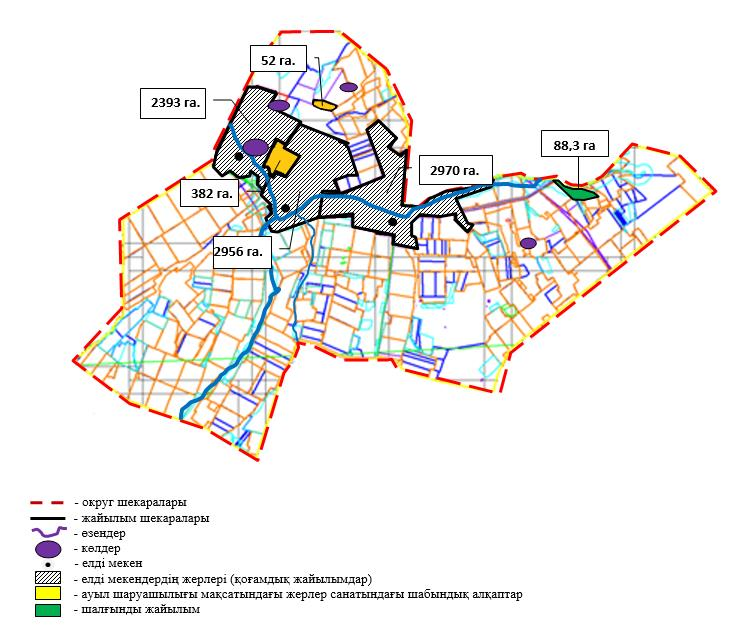 52 га.
2393 га.
88,3 га
2970 га.
382 га.
2956 га.
- округ шекаралары
- жайылым шекаралары
- өзендер
- көлдер
- елді мекен
- елді мекендердің жерлері (қоғамдық жайылымдар)
- ауыл шаруашылығы мақсатындағы жерлер санатындағы шабындық алқаптар
- шалғынды жайылым